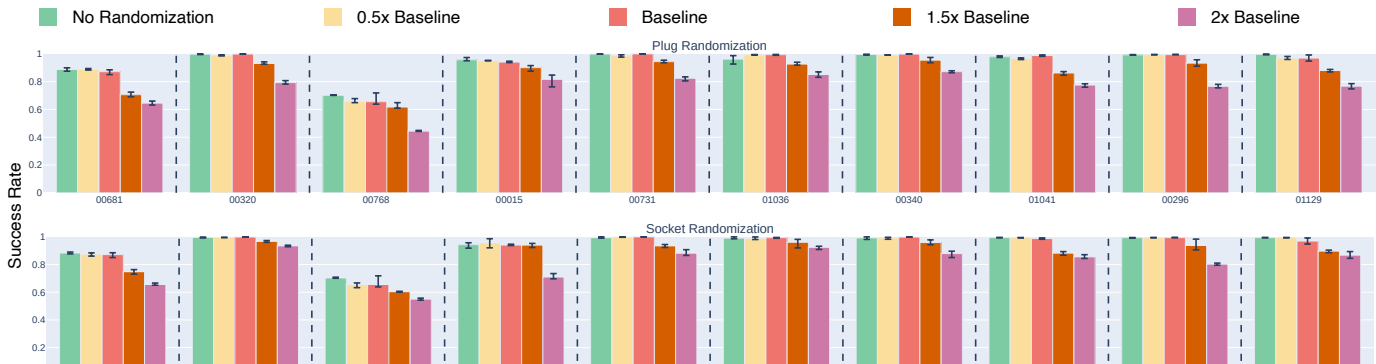 No Randomization 0.5x Baseline Baseline 1.5x Baseline 2x Baseline
Plug Randomization
1
0.8
0.6
0.4
0.2
0
00681 00320 00768 00015 00731 01036 00340 01041 00296 01129
Success Rate
Socket Randomization
1
0.8
0.6
0.4
0.2